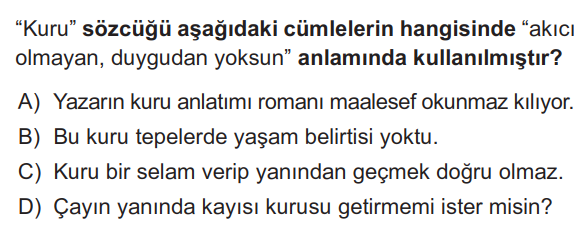 “Kuru” sözcüğü aşağıdaki cümlelerin hangisinde “akıcı
olmayan, duygudan yoksun” anlamında kullanılmıştır?
A) Yazarın kuru anlatımı romanı maalesef okunmaz kılıyor.
B) Bu kuru tepelerde yaşam belirtisi yoktu.
C) Kuru bir selam verip yanından geçmek doğru olmaz.
D) Çayın yanında kayısı kurusu getirmemi ister misin?